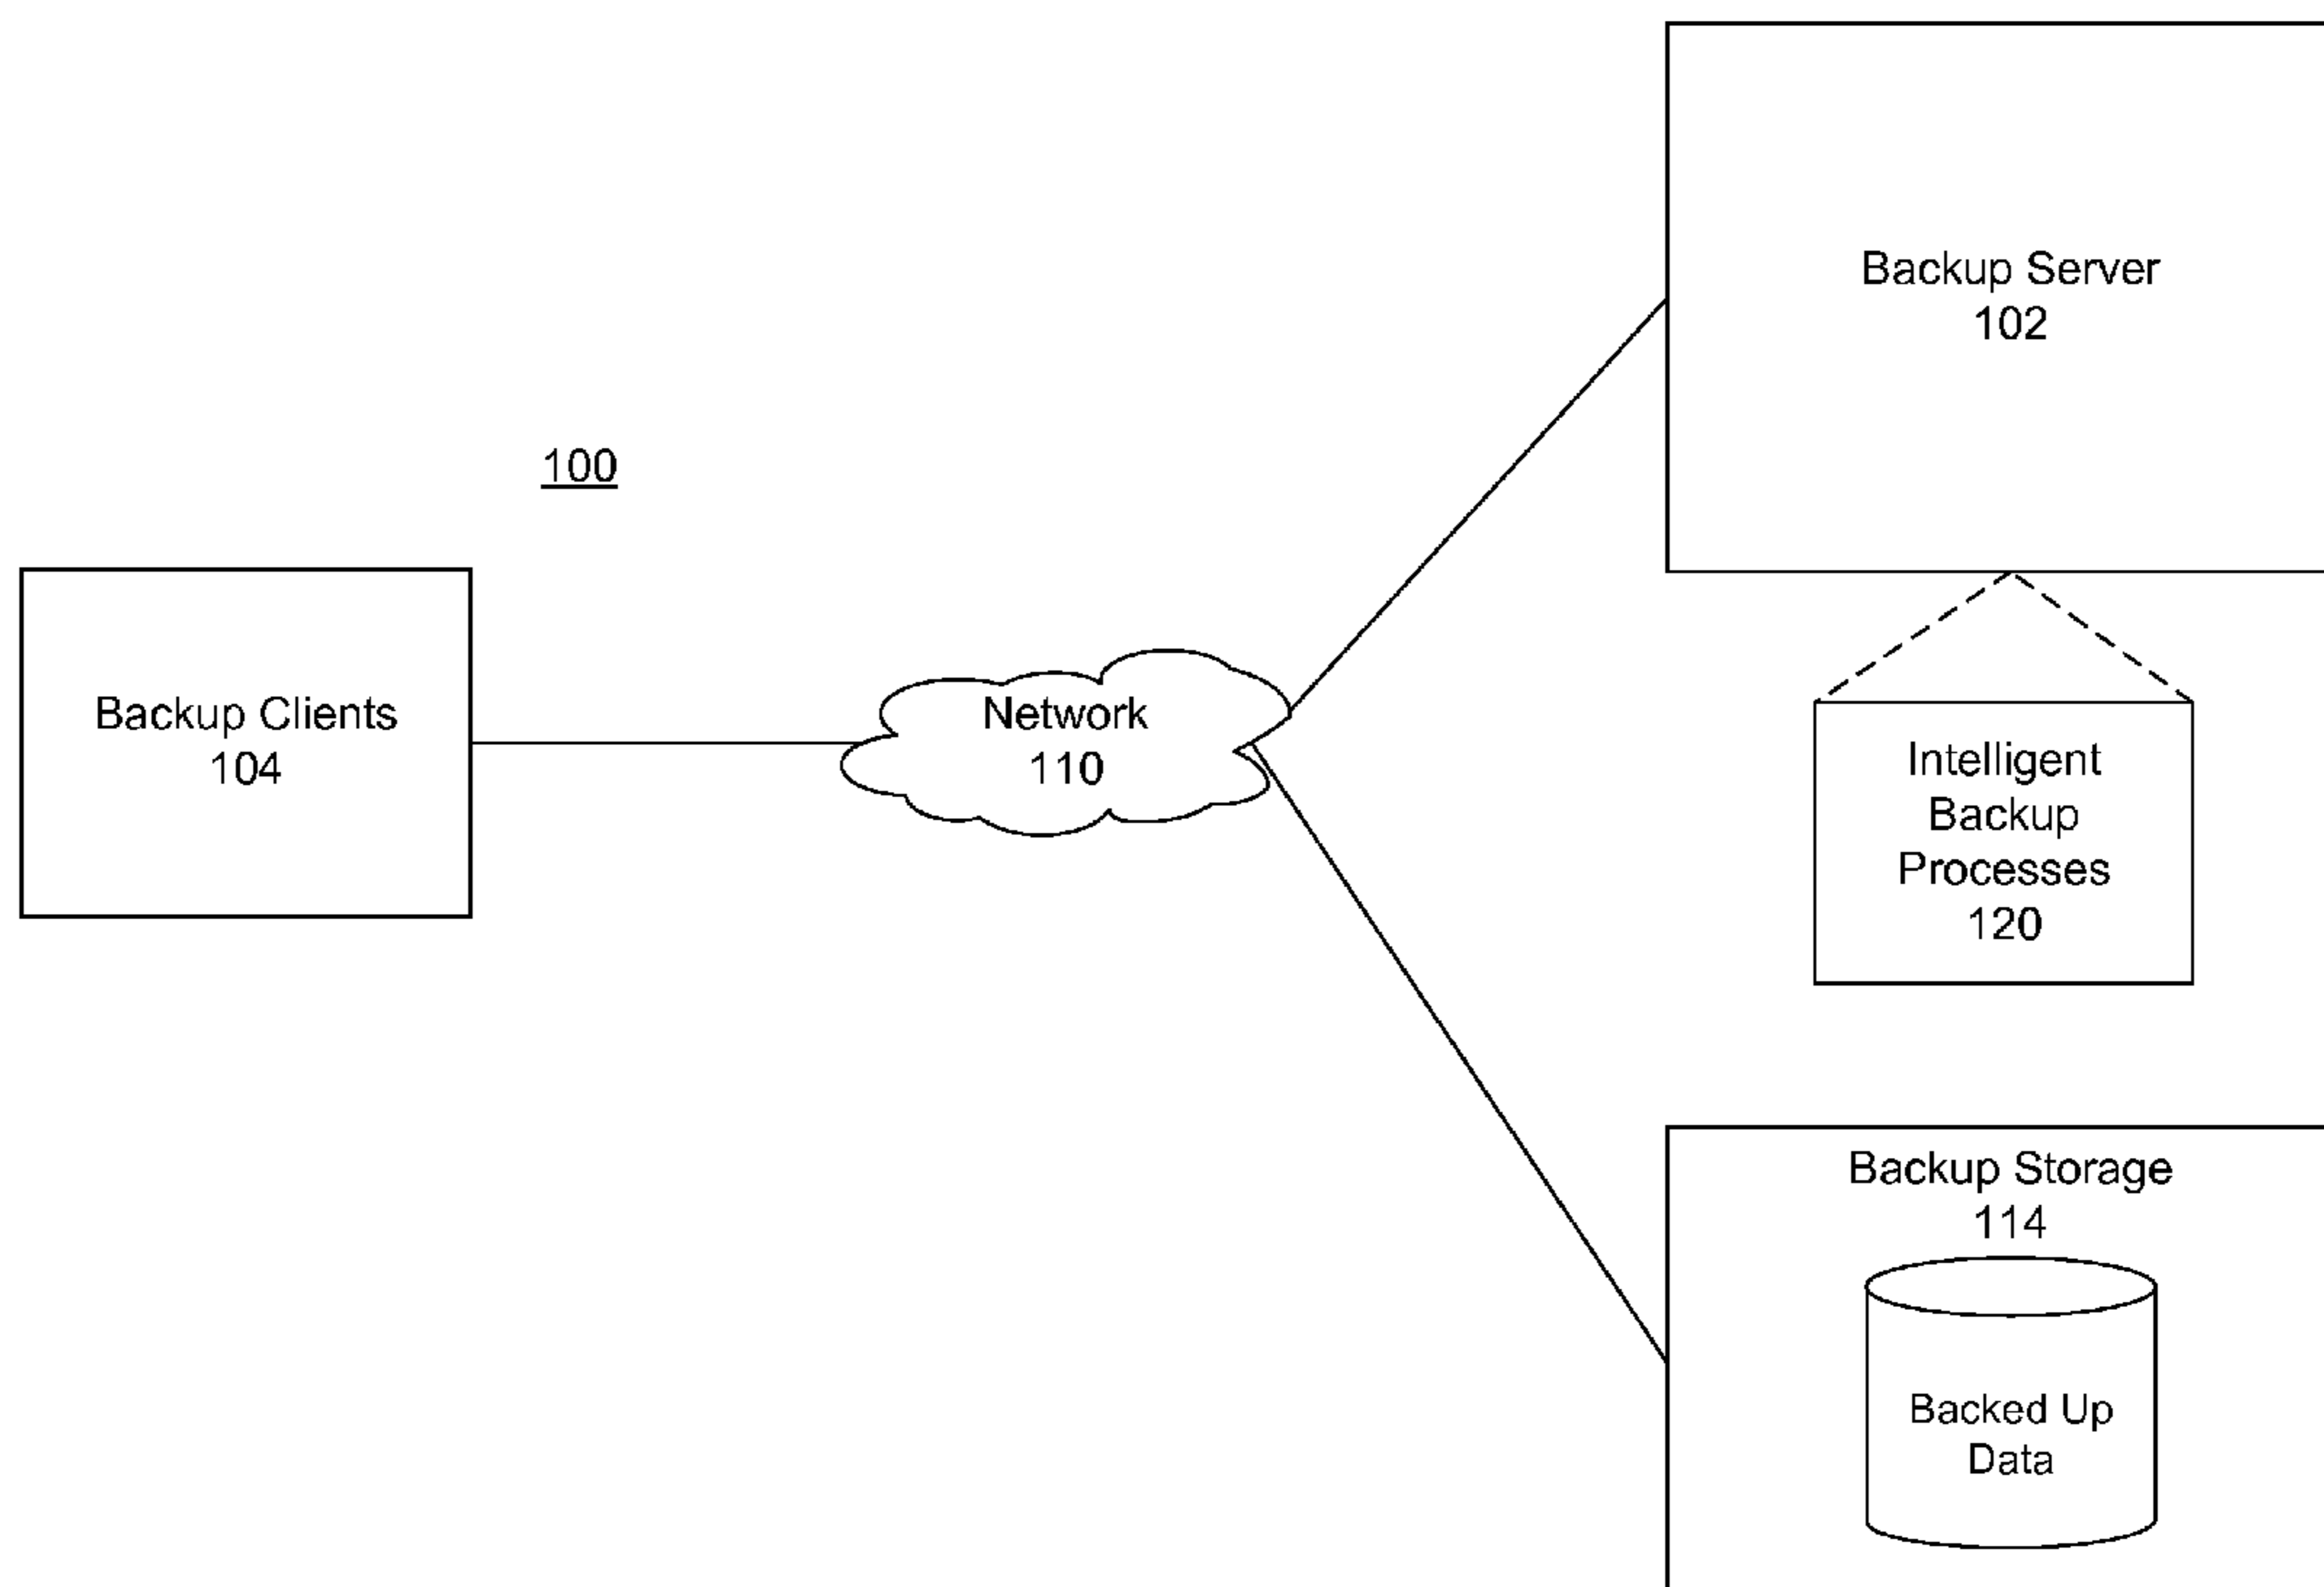 Backup Server
102
100
Backup Clients
104
Network
110
Intelligent
Backup
Processes
120
Backup Storage
114
Backed Up
Data